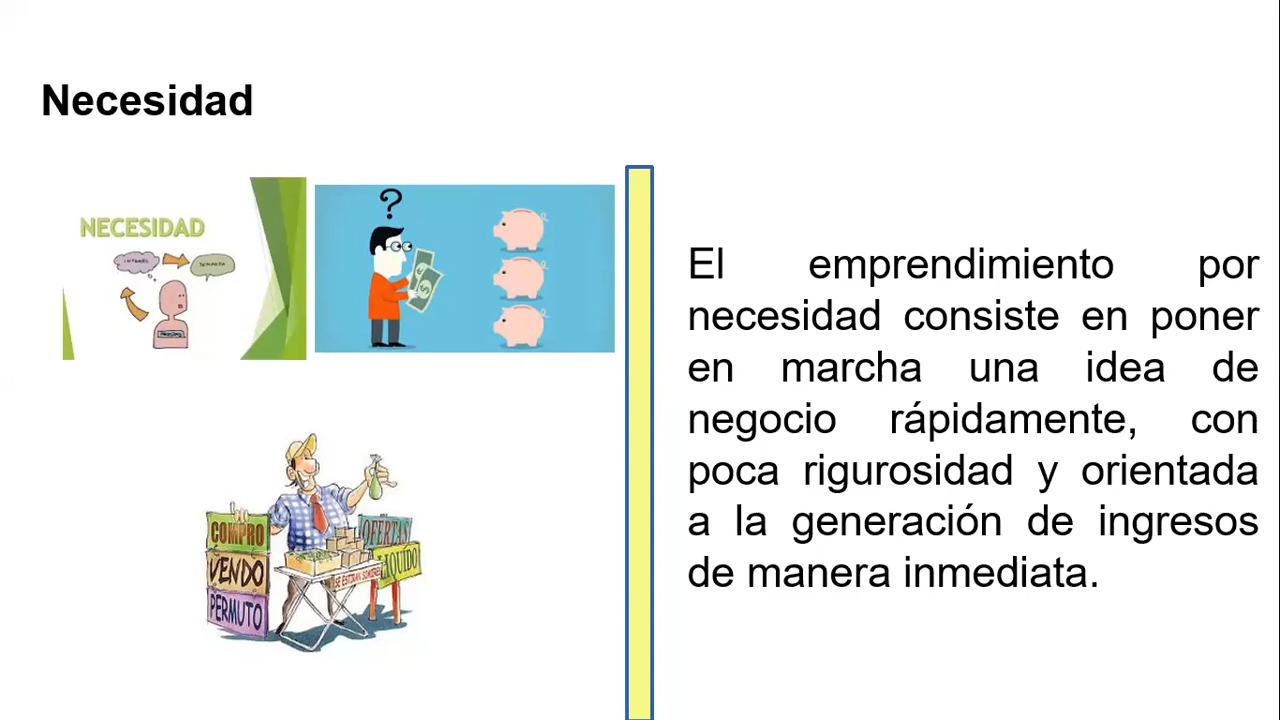 Necesidad
NECESIDAD
?
El emprendimiento por
necesidad consiste en poner
en marcha una idea de
negocio rápidamente, con
poca rigurosidad y orientada
a la generación de ingresos
de manera inmediata.
COMPRO
VENDO
PERMUTO
OFERTAS
LIQUIDO